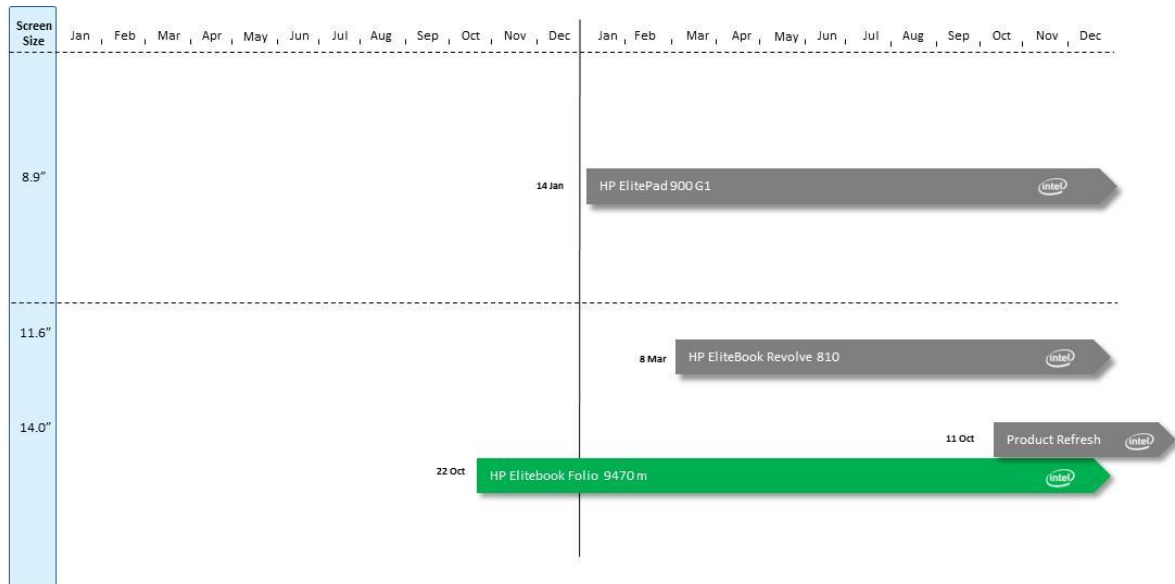 Screen
Size
Jan Feb Mar Apr May Jun Jul Aug Sep Oct Nov Dec Jan Feb Mar Apr May Jun Jul Aug Sep Oct Nov Dec
8.9”
14 Jan
HP ElitePad 900 G1
intel
11.6”
8 Mar
HP EliteBook Revolve 810
intel
14.0”
11 Oct
Product Refresh
intel
22 Oct
HP Elitebook Folio 9470 m
intel